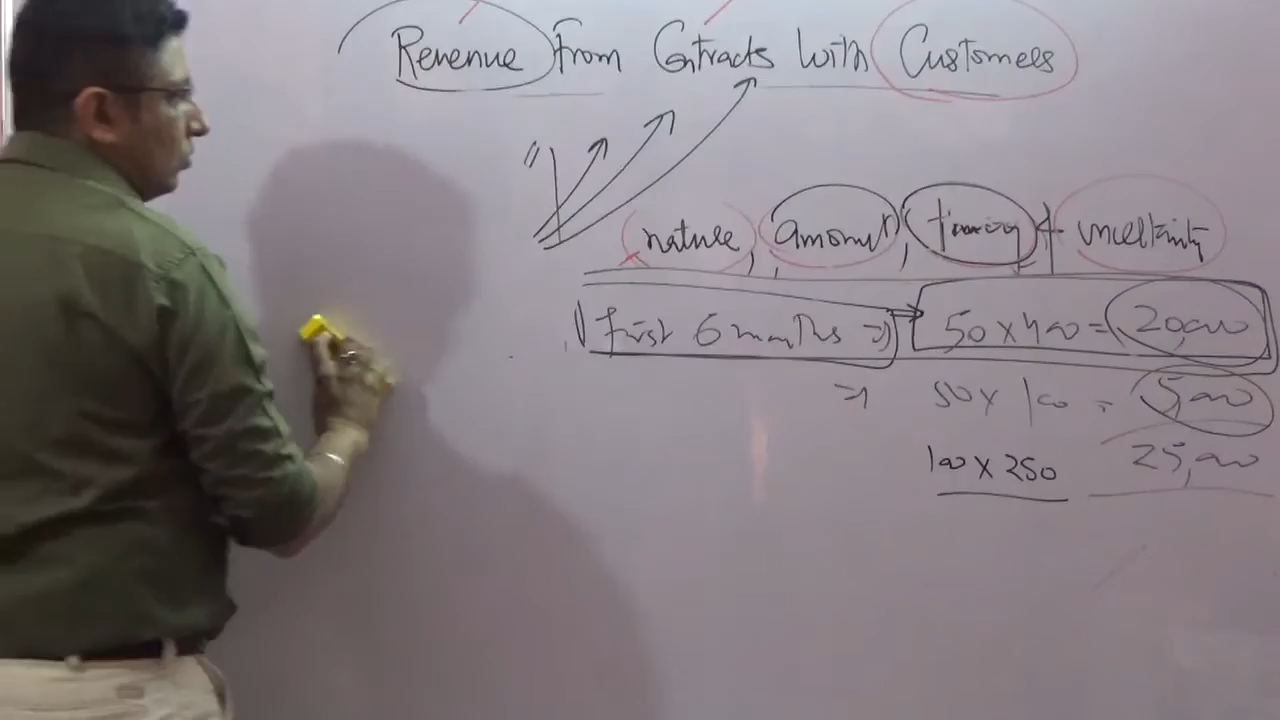 Revenue From Contracts With Customers
nature, amount, timing + uncertainty
first 6 months => 50 x 400 = 20,000
=> 50 x 100 = 5,000
100 x 250 25,000